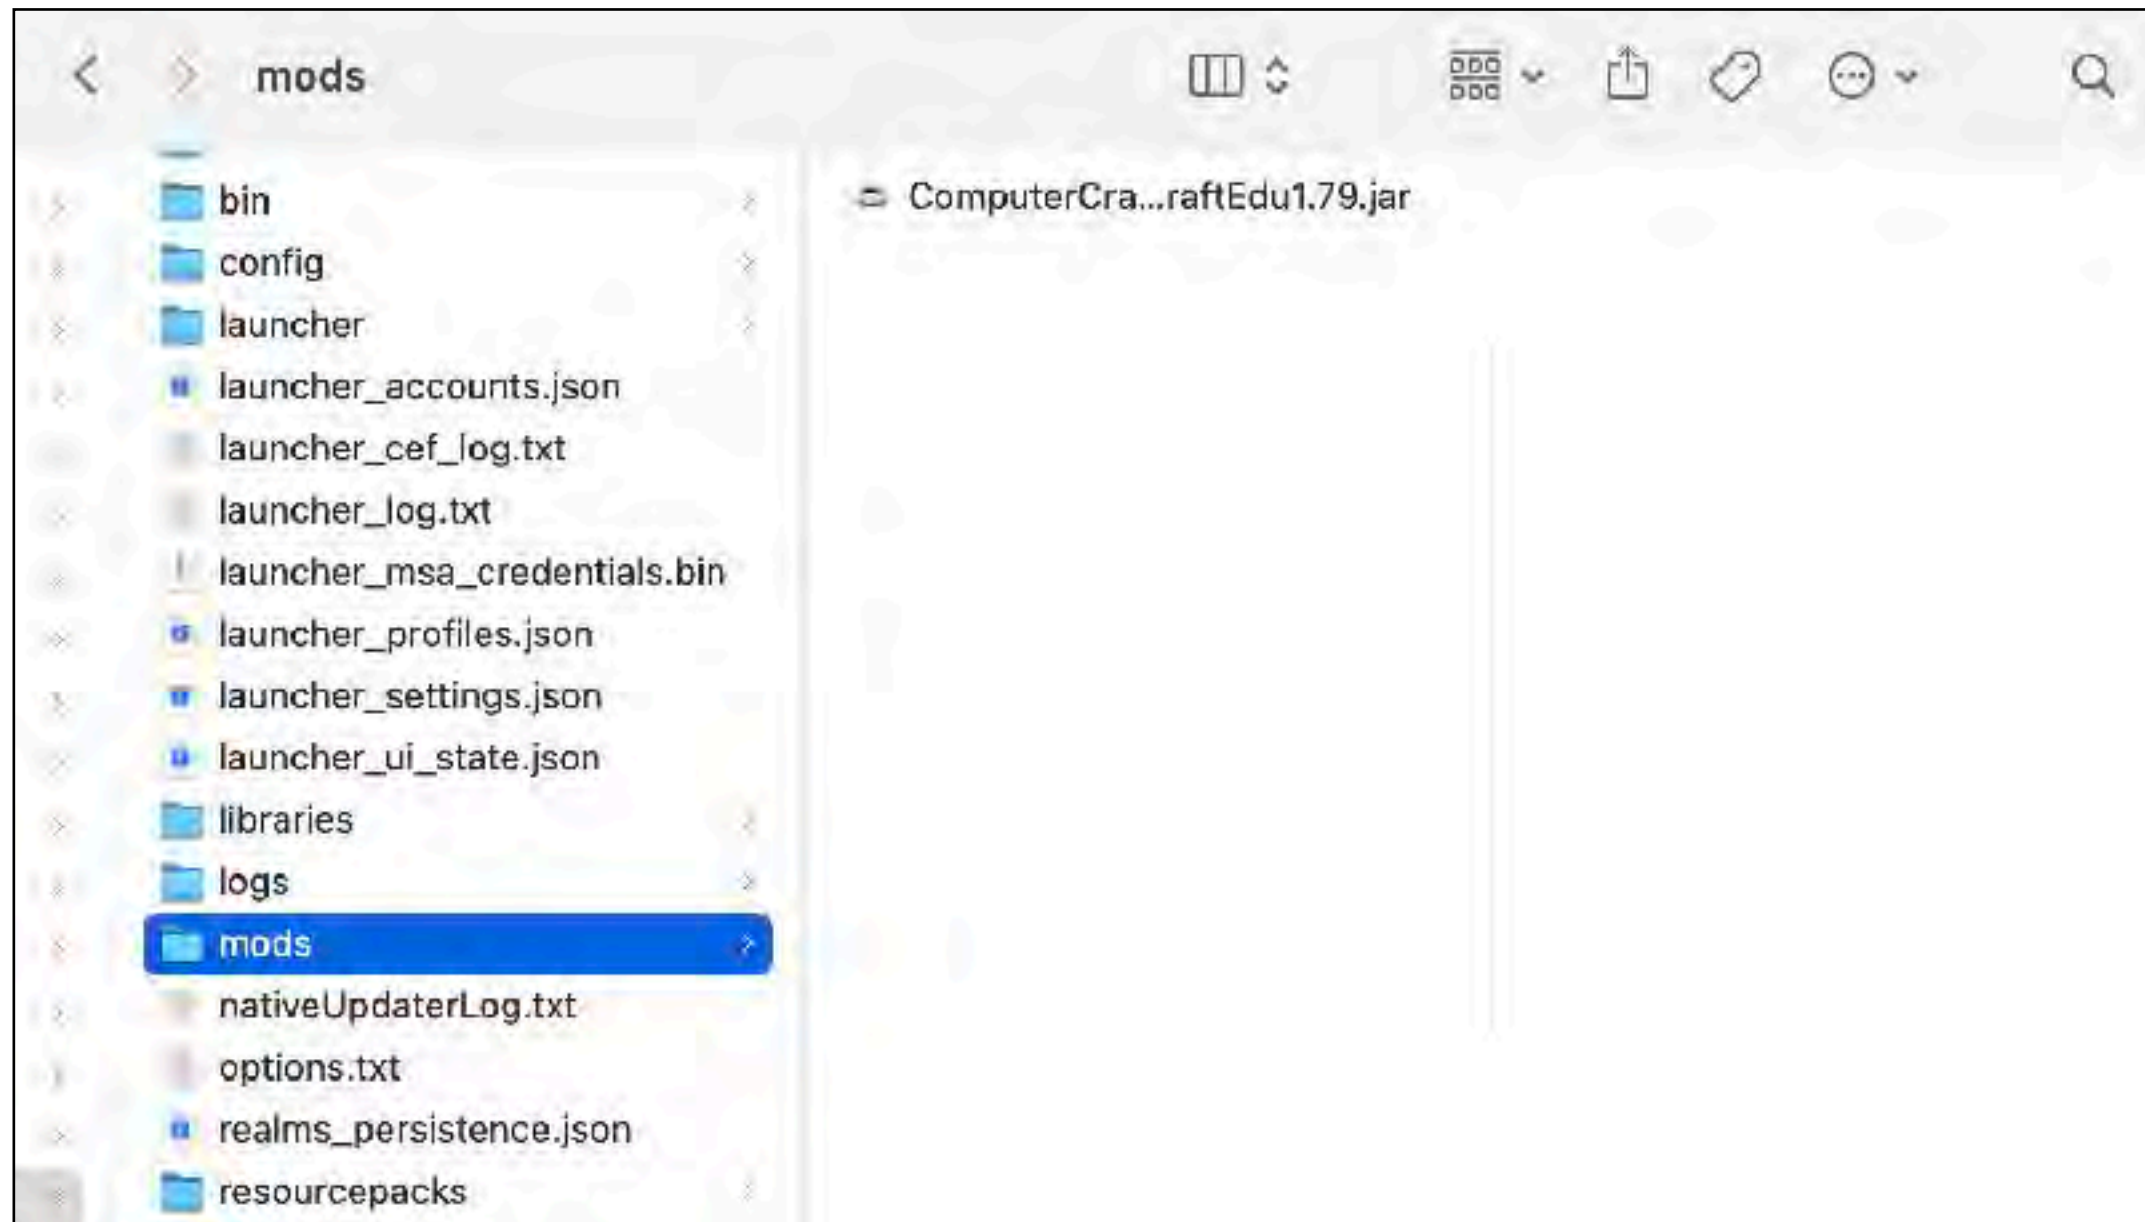 mods
bin
config
launcher
launcher_accounts.json
launcher_cef_log.txt
launcher_log.txt
launcher_msa_credentials.bin
launcher_profiles.json
launcher_settings.json
launcher_ui_state.json
libraries
logs
mods
nativeUpdaterLog.txt
options.txt
realms_persistence.json
resourcepacks
ComputerCra...raftEdu1.79.jar